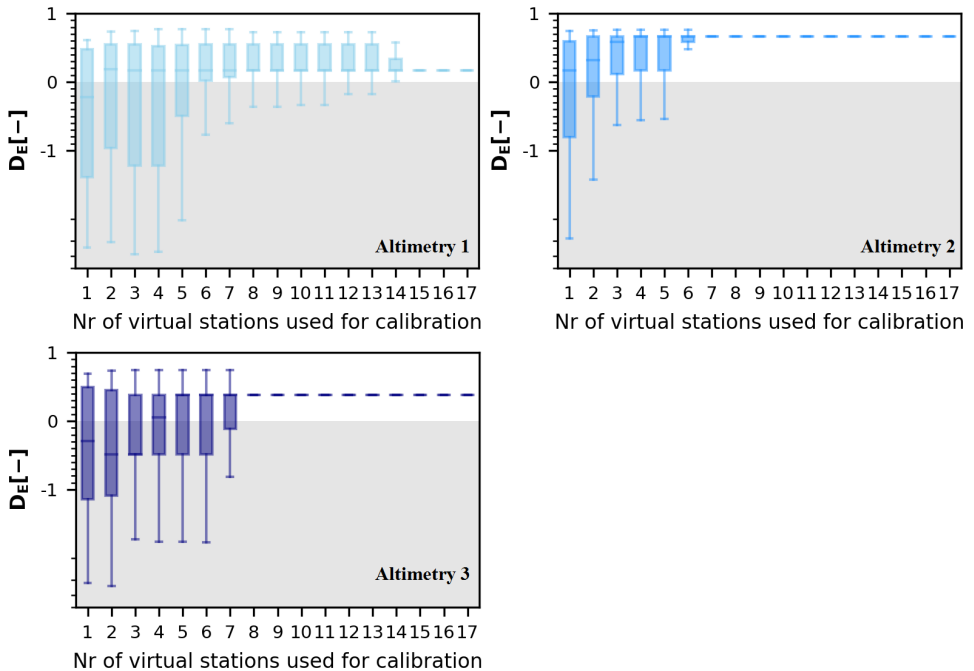 1
0
-1
D_E[−]
Altimetry 1
1 2 3 4 5 6 7 8 9 10 11 12 13 14 15 16 17
Nr of virtual stations used for calibration
1
0
-1
D_E[−]
Altimetry 2
1 2 3 4 5 6 7 8 9 10 11 12 13 14 15 16 17
Nr of virtual stations used for calibration
1
0
-1
D_E[−]
Altimetry 3
1 2 3 4 5 6 7 8 9 10 11 12 13 14 15 16 17
Nr of virtual stations used for calibration